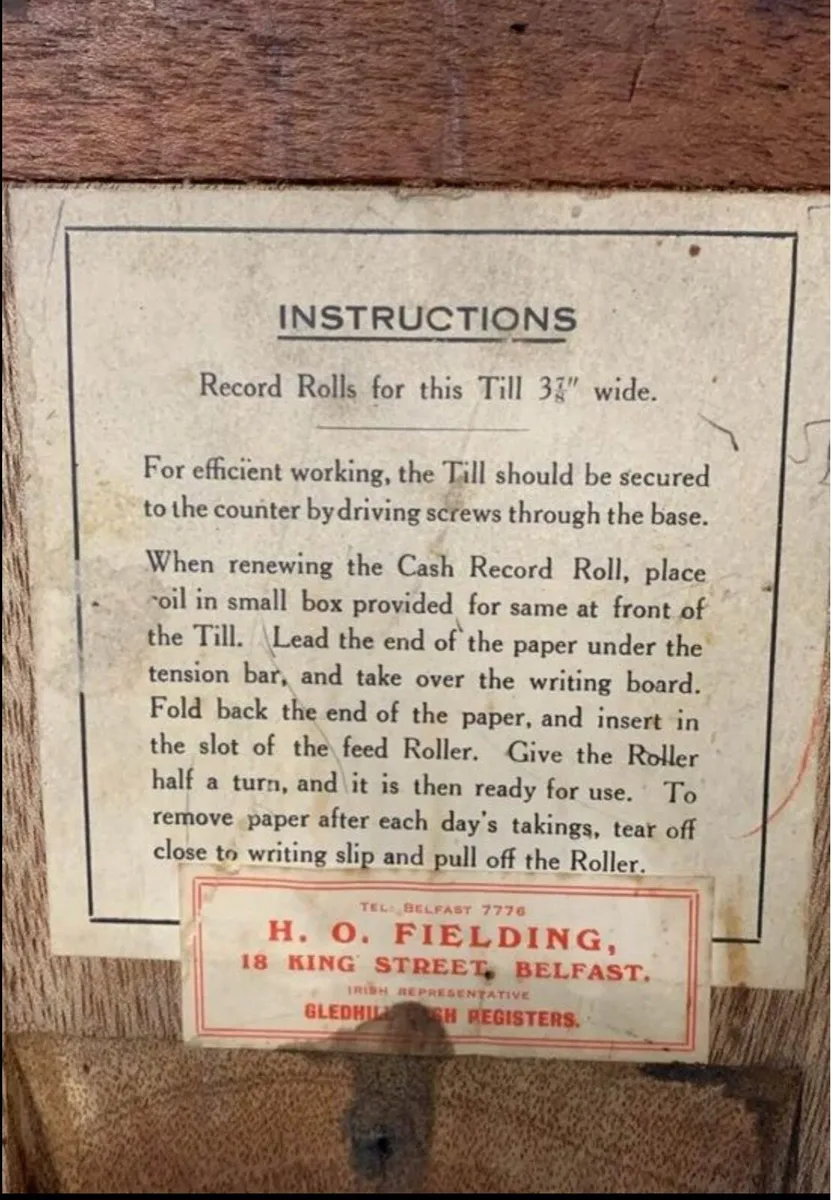 INSTRUCTIONS
Record Rolls for this Till 3⅞" wide.
For efficient working, the Till should be secured
to the counter by driving screws through the base.
When renewing the Cash Record Roll, place
oil in small box provided for same at front of
the Till. Lead the end of the paper under the
tension bar, and take over the writing board.
Fold back the end of the paper, and insert in
the slot of the feed Roller. Give the Roller
half a turn, and it is then ready for use. To
remove paper after each day's takings, tear off
close to writing slip and pull off the Roller.
TEL: BELFAST 7776
H. O. FIELDING,
18 KING STREET, BELFAST.
IRISH REPRESENTATIVE
REGISTERS.